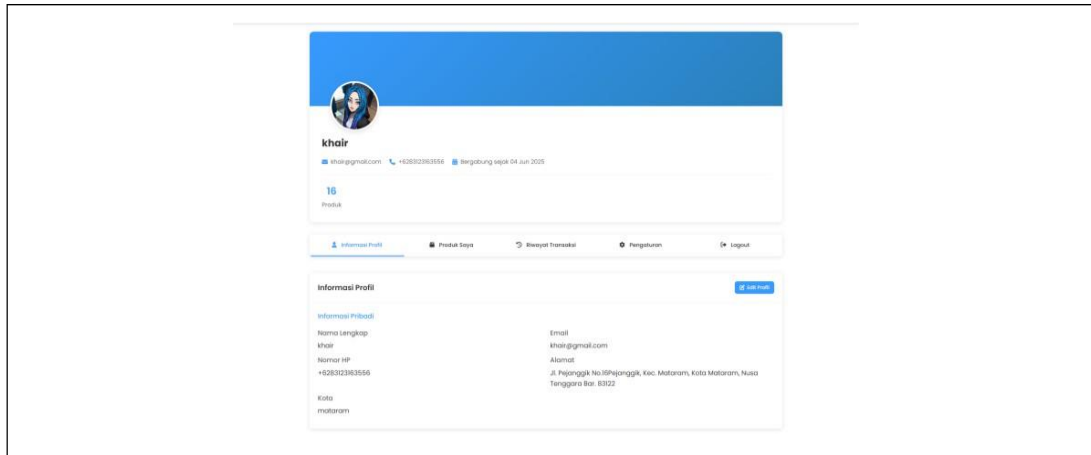 khair
khair@gmail.com +6283123163556 Bergabung sejak 04 Jun 2025
16
Produk
Informasi Profil Produk Saya Riwayat Transaksi Pengaturan Logout
Informasi Profil Edit Profil
Informasi Pribadi
Nama Lengkap Email
khair khair@gmail.com
Nomor HP Alamat
+6283123163556 Jl. Pejanggik No.16Pejanggik, Kec. Mataram, Kota Mataram, Nusa
Tenggara Bar. 83122
Kota
mataram